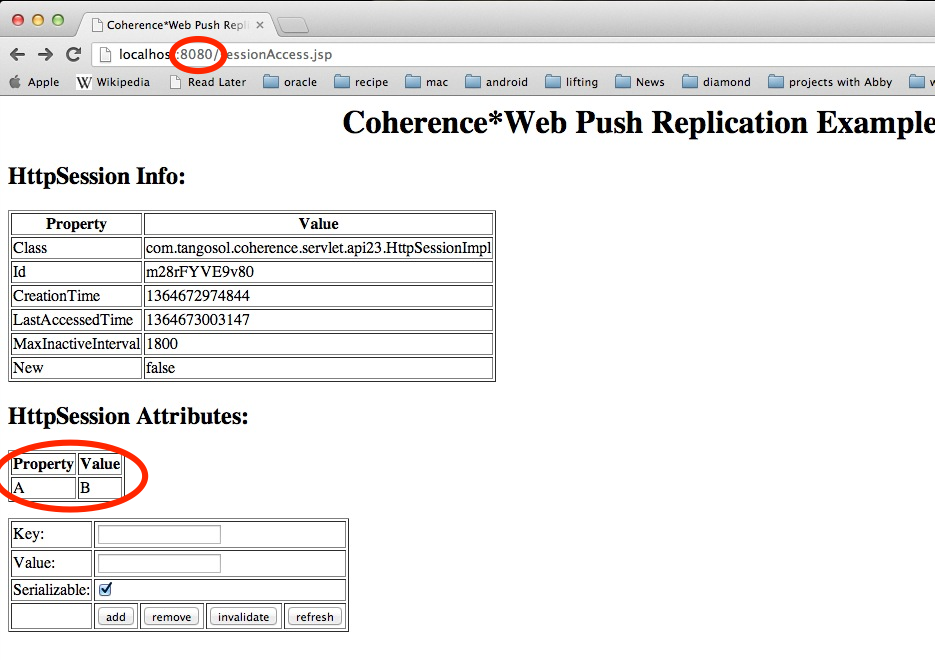 Coherence*Web Push Repli
localhos :8080/ essionAccess.jsp
Apple Wikipedia Read Later oracle recipe mac android lifting News diamond projects with Abby w
Coherence*Web Push Replication Example
HttpSession Info:
Property Value
Class com.tangosol.coherence.servlet.api23.HttpSessionImpl
Id m28rFYVE9v80
CreationTime 1364672974844
LastAccessedTime 1364673003147
MaxInactiveInterval 1800
New false
HttpSession Attributes:
Property Value
A B
Key:
Value:
Serializable:
add remove invalidate refresh